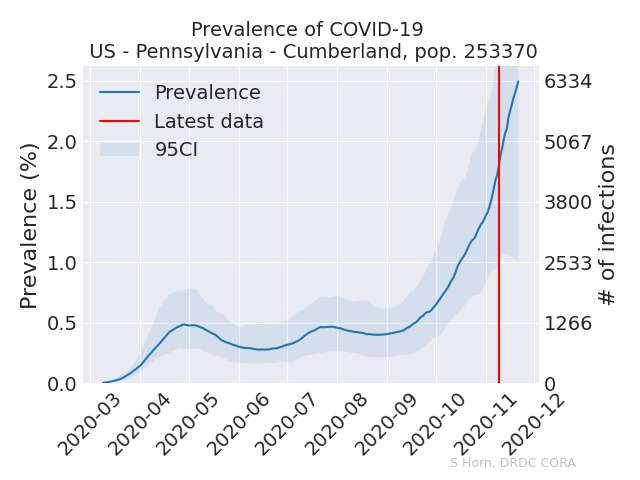 Prevalence of COVID-19
US - Pennsylvania - Cumberland, pop. 253370
Prevalence
Latest data
95CI
Prevalence (%)
2.5
2.0
1.5
1.0
0.5
0.0
6334
5067
3800
2533
1266
0
# of infections
2020-03
2020-04
2020-05
2020-06
2020-07
2020-08
2020-09
2020-10
2020-11
2020-12
S Horn, DRDC CORA